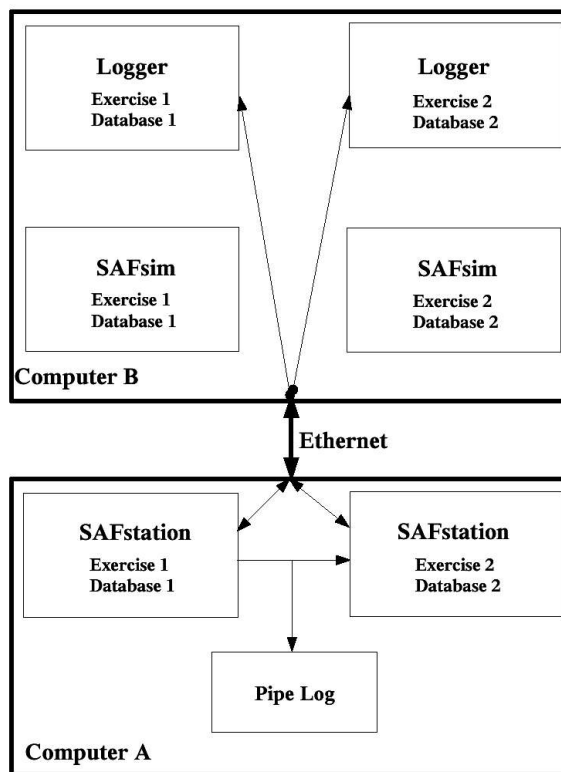 Logger
Exercise 1
Database 1
Logger
Exercise 2
Database 2
SAFsim
Exercise 1
Database 1
SAFsim
Exercise 2
Database 2
Computer B
Ethernet
SAFstation
Exercise 1
Database 1
SAFstation
Exercise 2
Database 2
Pipe Log
Computer A